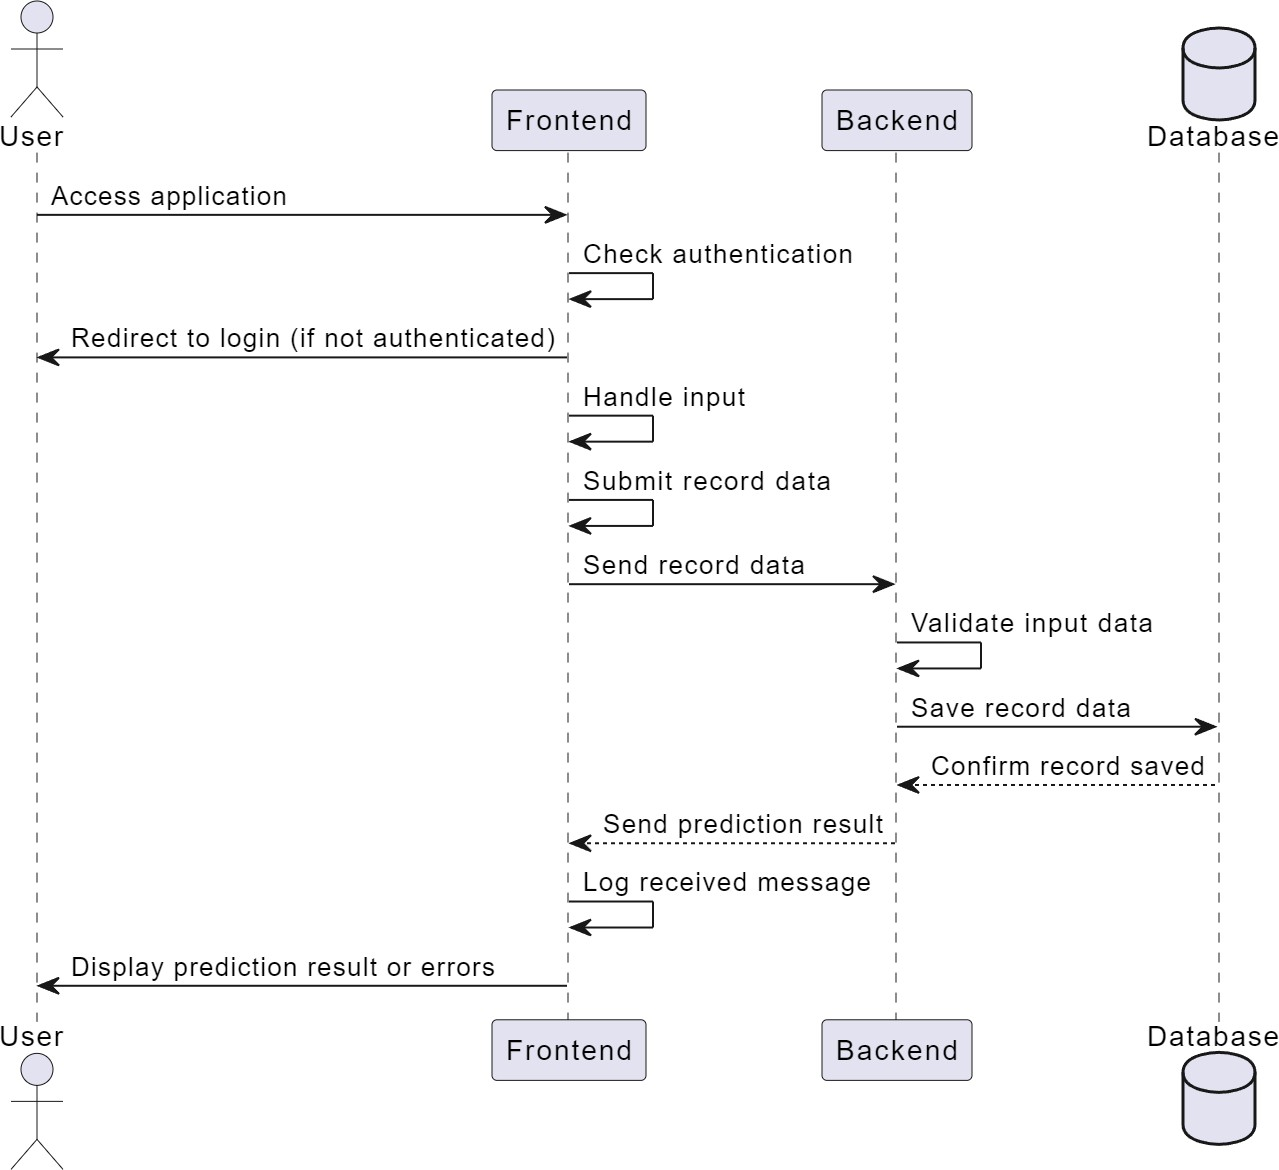 User
Frontend
Backend
Database
Access application
Check authentication
Redirect to login (if not authenticated)
Handle input
Submit record data
Send record data
Validate input data
Save record data
Confirm record saved
Send prediction result
Log received message
Display prediction result or errors
User
Frontend
Backend
Database